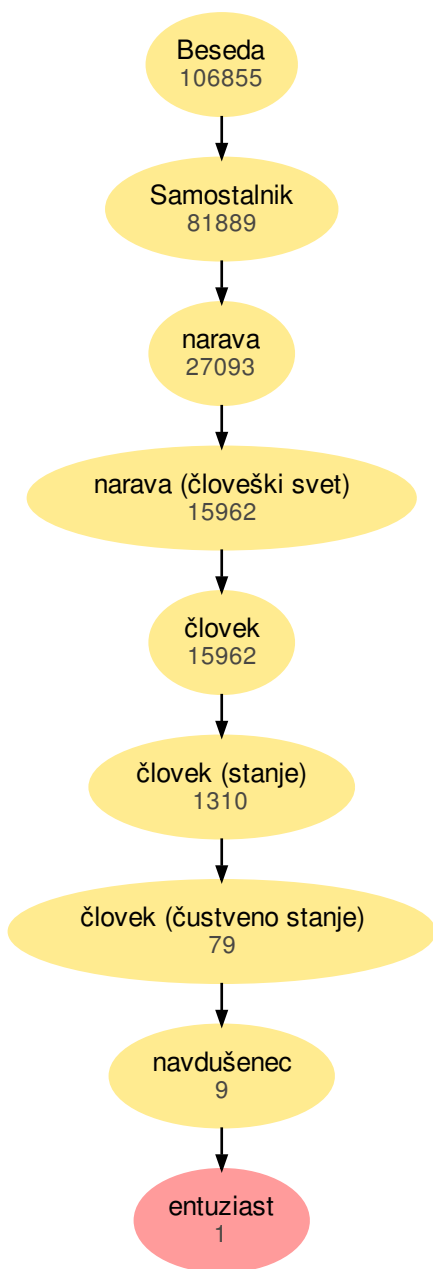 Beseda
106855
Samostalnik
81889
narava
27093
narava (človeški svet)
15962
človek
15962
človek (stanje)
1310
človek (čustveno stanje)
79
navdušenec
9
entuziast
1